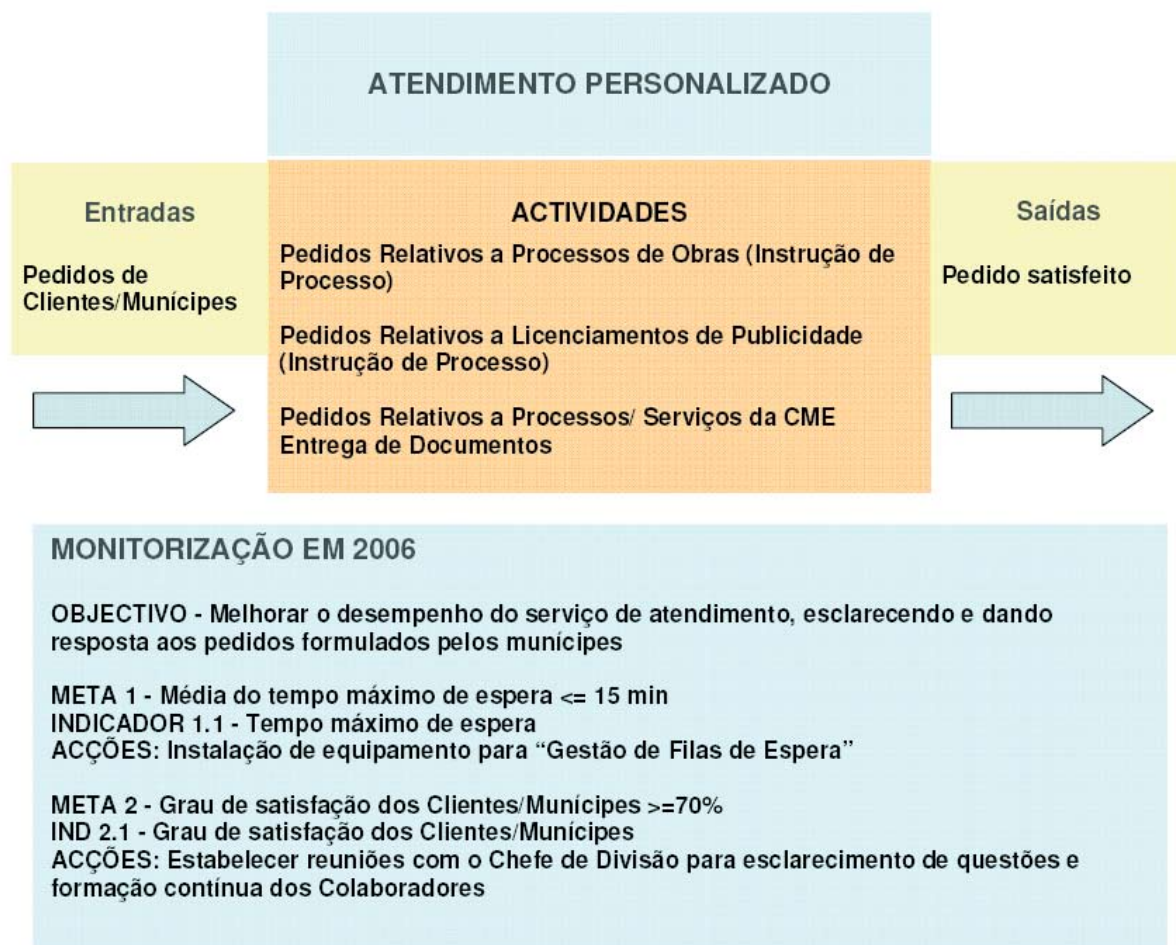 ATENDIMENTO PERSONALIZADO
Entradas
Pedidos de
Clientes/Munícipes
ACTIVIDADES
Pedidos Relativos a Processos de Obras (Instrução de
Processo)
Pedidos Relativos a Licenciamentos de Publicidade
(Instrução de Processo)
Pedidos Relativos a Processos/ Serviços da CME
Entrega de Documentos
Saídas
Pedido satisfeito
MONITORIZAÇÃO EM 2006
OBJECTIVO - Melhorar o desempenho do serviço de atendimento, esclarecendo e dando
resposta aos pedidos formulados pelos munícipes
META 1 - Média do tempo máximo de espera <= 15 min
INDICADOR 1.1 - Tempo máximo de espera
ACÇÕES: Instalação de equipamento para “Gestão de Filas de Espera”
META 2 - Grau de satisfação dos Clientes/Munícipes >=70%
IND 2.1 - Grau de satisfação dos Clientes/Munícipes
ACÇÕES: Estabelecer reuniões com o Chefe de Divisão para esclarecimento de questões e
formação contínua dos Colaboradores